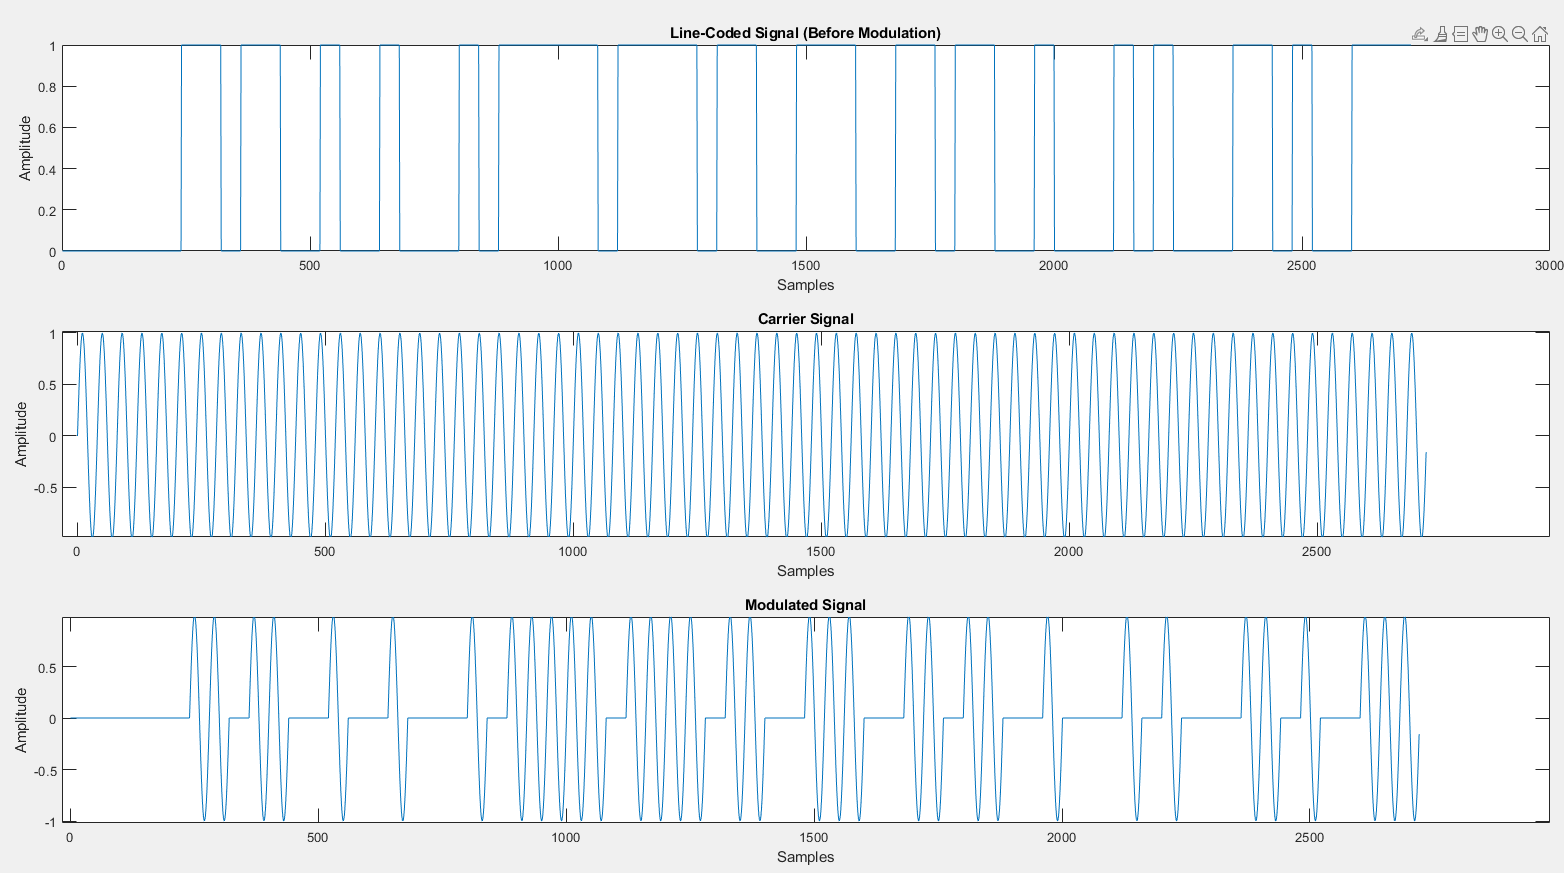 Line-Coded Signal (Before Modulation)
1
0.8
0.6
0.4
0.2
0
Amplitude
0 500 1000 1500 2000 2500 3000
Samples
Carrier Signal
1
0.5
0
-0.5
Amplitude
0 500 1000 1500 2000 2500
Samples
Modulated Signal
0.5
0
-0.5
-1
Amplitude
0 500 1000 1500 2000 2500
Samples